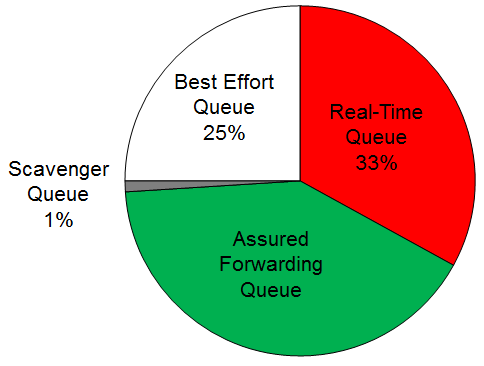 Best Effort
Queue
25%
Real-Time
Queue
33%
Scavenger
Queue
1%
Assured
Forwarding
Queue